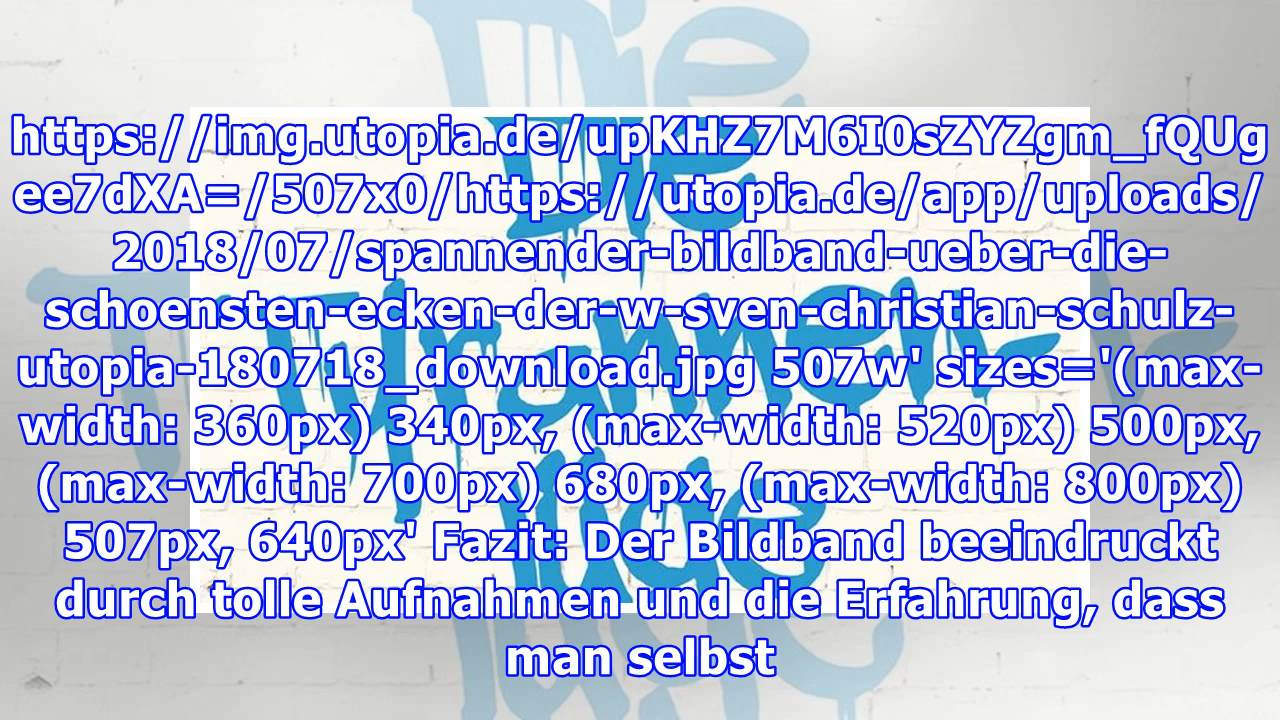 https://img.utopia.de/upKHZ7M6I0sZYZgm_fQUg
ee7dXA=/507x0/https://utopia.de/app/uploads/
2018/07/spannender-bildband-ueber-die-
schoensten-ecken-der-w-sven-christian-schulz-
utopia-180718_download.jpg 507w' sizes='(max-
width: 360px) 340px, (max-width: 520px) 500px,
(max-width: 700px) 680px, (max-width: 800px)
507px, 640px' Fazit: Der Bildband beeindruckt
durch tolle Aufnahmen und die Erfahrung, dass
man selbst
Die
Tyrannen-
lüge